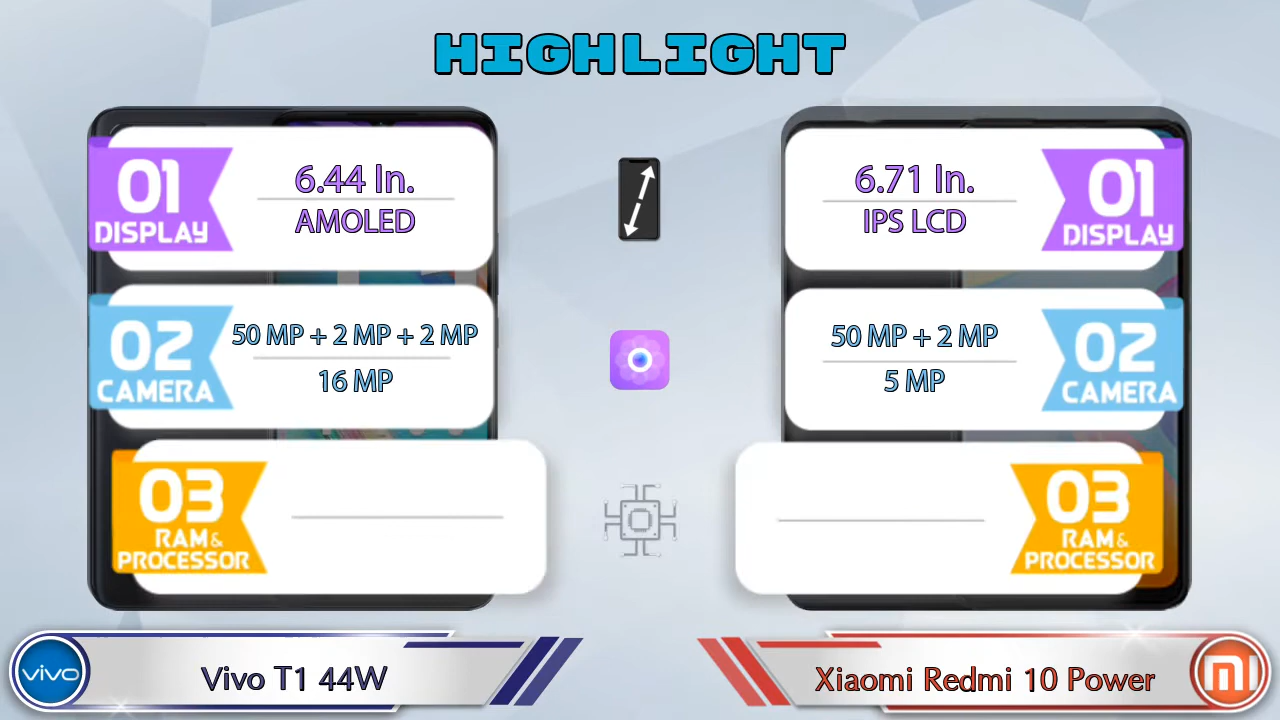 HIGHLIGHT
01
DISPLAY
6.44 In.
AMOLED
6.71 In.
IPS LCD
01
DISPLAY
02
CAMERA
50 MP + 2 MP + 2 MP
16 MP
50 MP + 2 MP
5 MP
02
CAMERA
03
RAM &
PROCESSOR
03
RAM &
PROCESSOR
vivo
Vivo T1 44W
Xiaomi Redmi 10 Power
mi